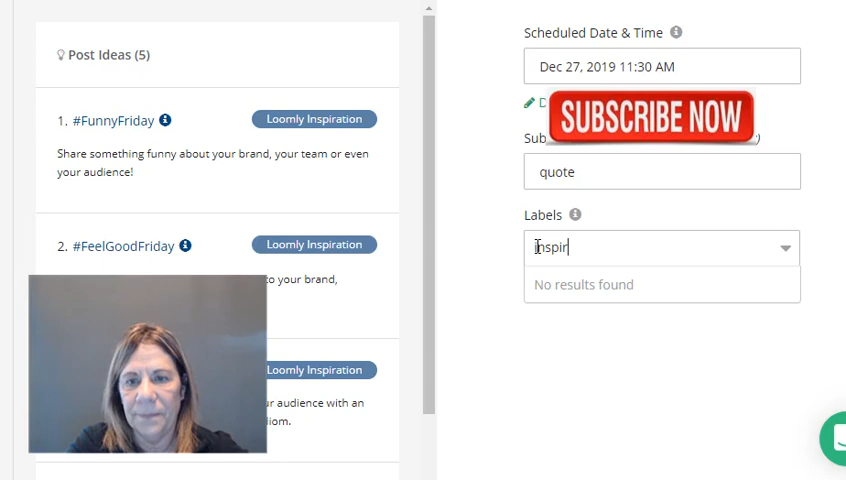 Post Ideas (5)
1. #FunnyFriday
Loomly Inspiration
Share something funny about your brand, your team or even
your audience!
2. #FeelGoodFriday
Loomly Inspiration
to your brand,
Loomly Inspiration
ur audience with an
diom.
Scheduled Date & Time
Dec 27, 2019 11:30 AM
SUBSCRIBE NOW
quote
Labels
inspir
No results found